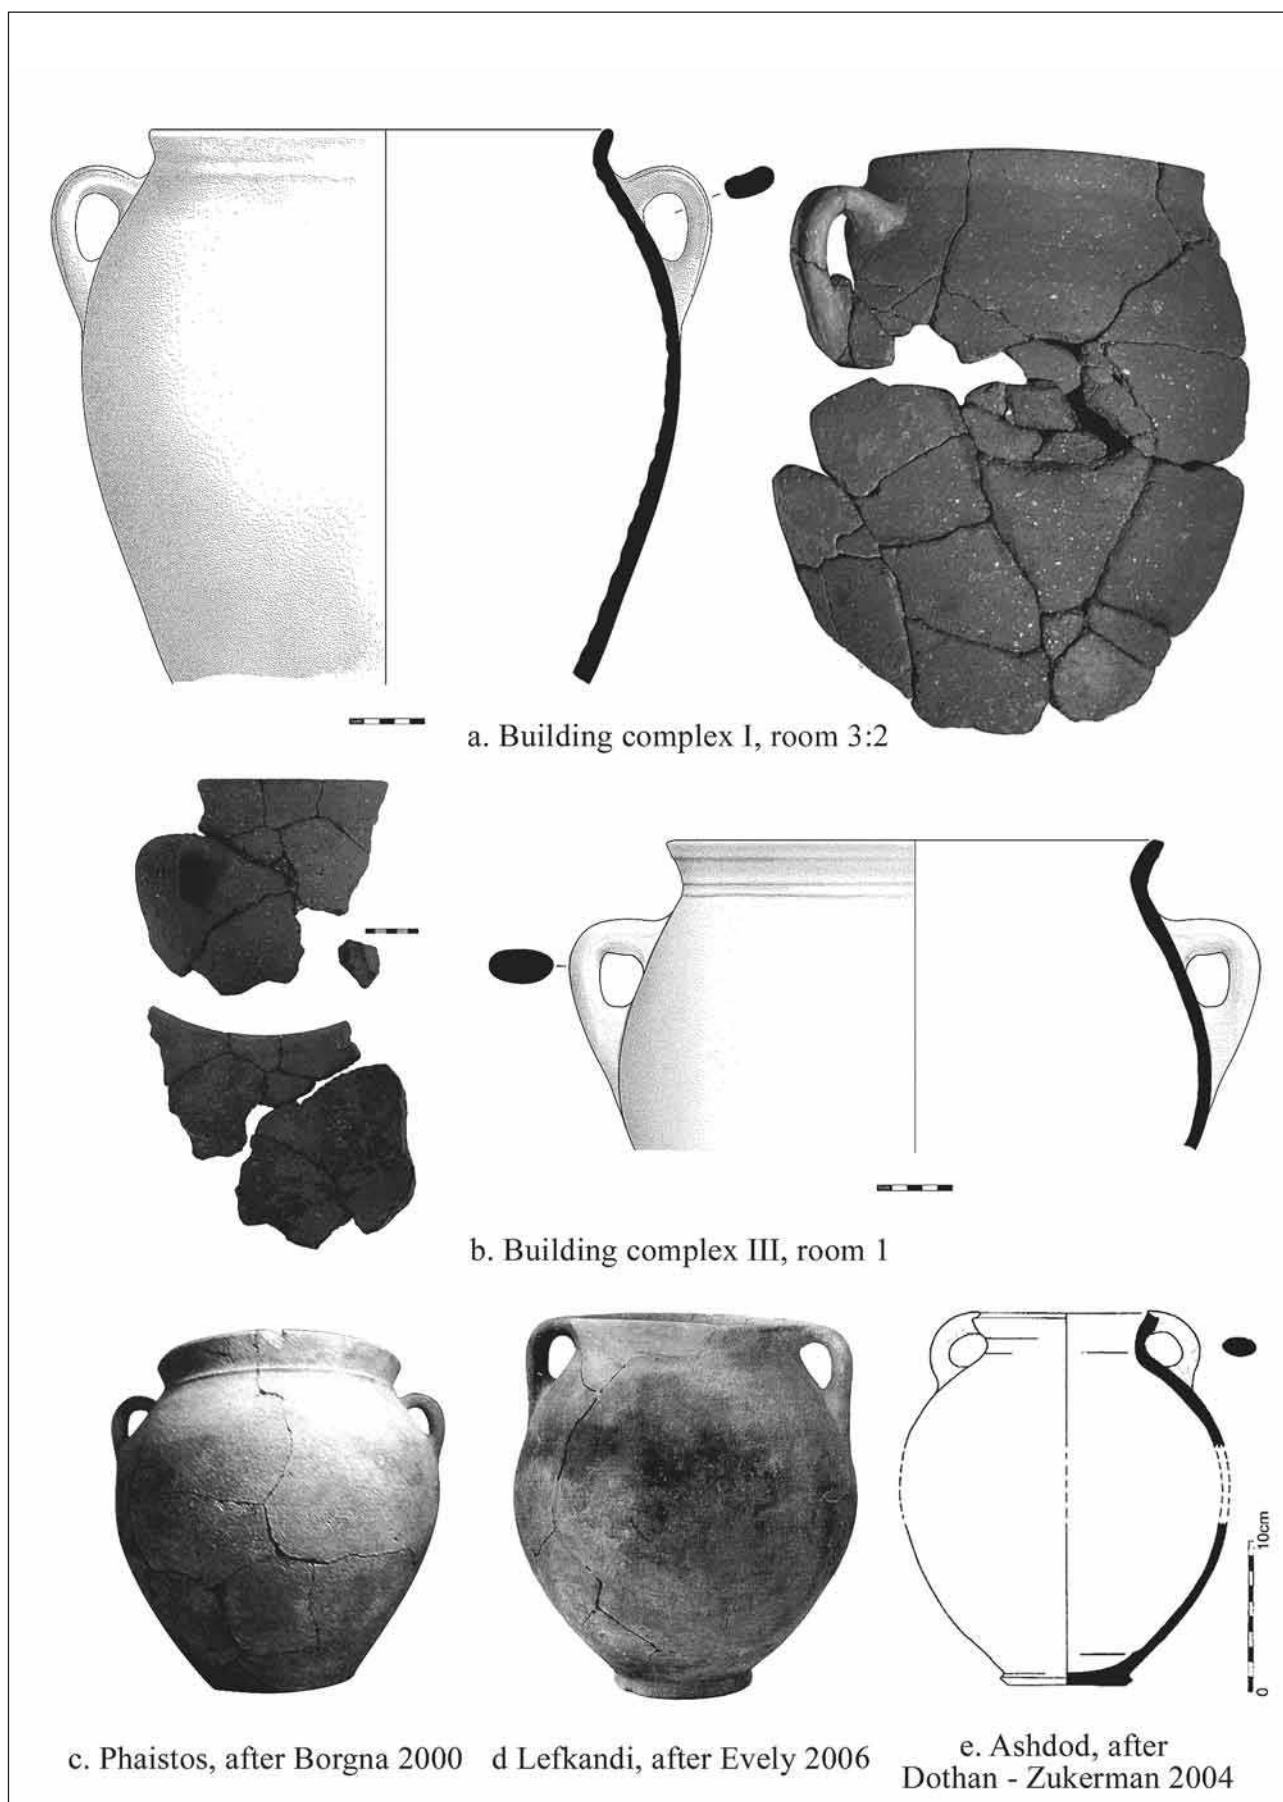 a. Building complex I, room 3:2
b. Building complex III, room 1
c. Phaistos, after Borgna 2000
d Lefkandi, after Evely 2006
10cm
0
e. Ashdod, after
Dothan - Zukerman 2004